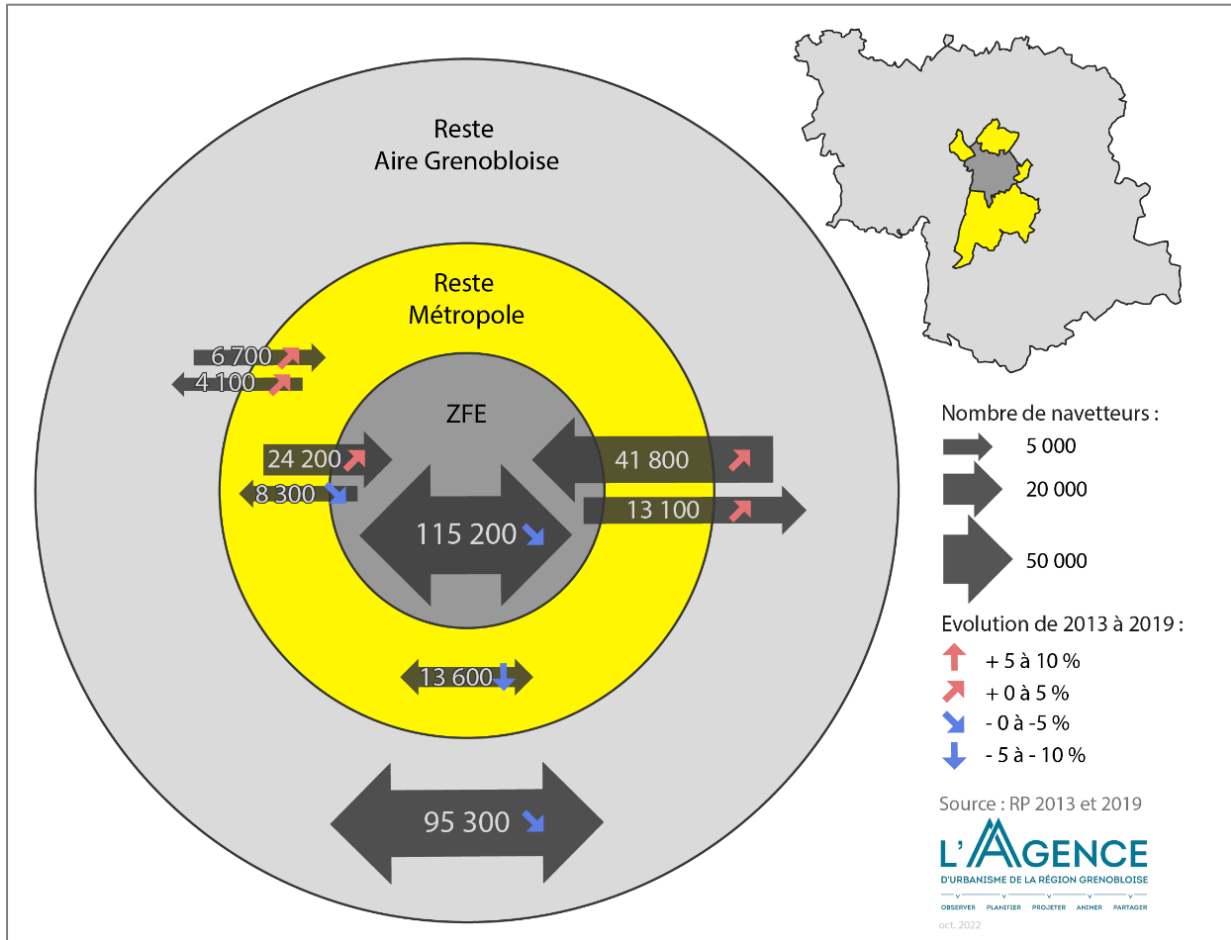 Reste
Aire Grenobloise
Reste
Métropole
6 700
4 100
ZFE
24 200
8 300
41 800
13 100
115 200
13 600
95 300
Nombre de navetteurs :
5 000
20 000
50 000
Evolution de 2013 à 2019 :
+ 5 à 10 %
+ 0 à 5 %
- 0 à -5 %
- 5 à - 10 %
Source : RP 2013 et 2019
L'AGENCE
D'URBANISME DE LA RÉGION GRENOBLOISE
OBSERVER PLANIFIER PROJETER ANIMER PARTAGER
oct. 2022